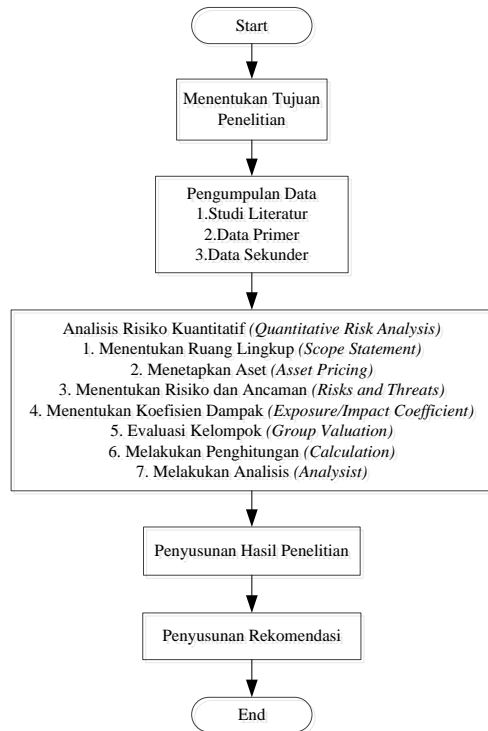 Start
Menentukan Tujuan
Penelitian
Pengumpulan Data
1.Studi Literatur
2.Data Primer
3.Data Sekunder
Analisis Risiko Kuantitatif (Quantitative Risk Analysis)
1. Menentukan Ruang Lingkup (Scope Statement)
2. Menetapkan Aset (Asset Pricing)
3. Menentukan Risiko dan Ancaman (Risks and Threats)
4. Menentukan Koefisien Dampak (Exposure/Impact Coefficient)
5. Evaluasi Kelompok (Group Valuation)
6. Melakukan Penghitungan (Calculation)
7. Melakukan Analisis (Analysist)
Penyusunan Hasil Penelitian
Penyusunan Rekomendasi
End